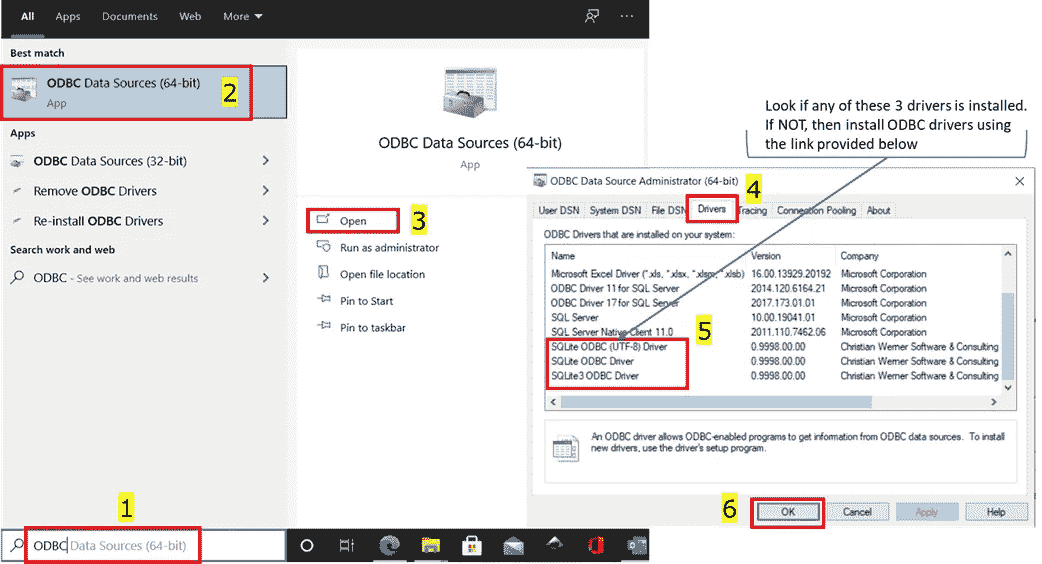 All Apps Documents Web More
Best match
ODBC Data Sources (64-bit)
App
2
Apps
ODBC Data Sources (32-bit)
Remove ODBC Drivers
Re-install ODBC Drivers
Search work and web
ODBC - See work and web results
1
ODBC Data Sources (64-bit)
ODBC Data Sources (64-bit)
App
Open
3
Run as administrator
Open file location
Pin to Start
Pin to taskbar
Look if any of these 3 drivers is installed.
If NOT, then install ODBC drivers using
the link provided below
ODBC Data Source Administrator (64-bit)
4
User DSN System DSN File DSN Drivers Tracing Connection Pooling About
ODBC Drivers that are installed on your system:
Name Version Company
Microsoft Excel Driver (*.xls, *.xlsx, *.xlsm, *.xlsb) 16.00.13929.20192 Microsoft Corporation
ODBC Driver 11 for SQL Server 2014.120.6164.21 Microsoft Corporation
ODBC Driver 17 for SQL Server 2017.173.01.01 Microsoft Corporation
SQL Server 10.00.19041.01 Microsoft Corporation
SQL Server Native Client 11.0 2011.110.7462.06 Microsoft Corporation
5
SQLite ODBC (UTF-8) Driver 0.9998.00.00 Christian Werner Software & Consulting
SQLite ODBC Driver 0.9998.00.00 Christian Werner Software & Consulting
SQLite3 ODBC Driver 0.9998.00.00 Christian Werner Software & Consulting
An ODBC driver allows ODBC-enabled programs to get information from ODBC data sources. To install
new drivers, use the driver's setup program.
6
OK Cancel Apply Help